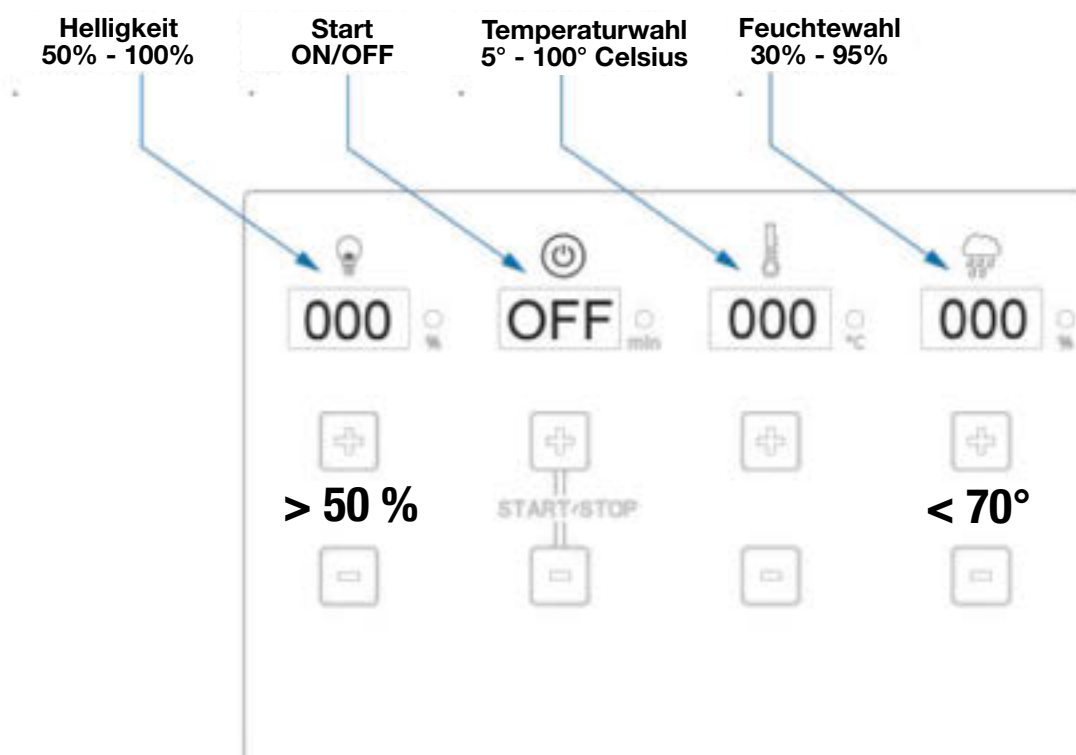 Helligkeit
50% - 100%
Start
ON/OFF
Temperaturwahl
5° - 100° Celsius
Feuchtewahl
30% - 95%
000 %
OFF min
000 °C
000 %
> 50 %
START/STOP
< 70°